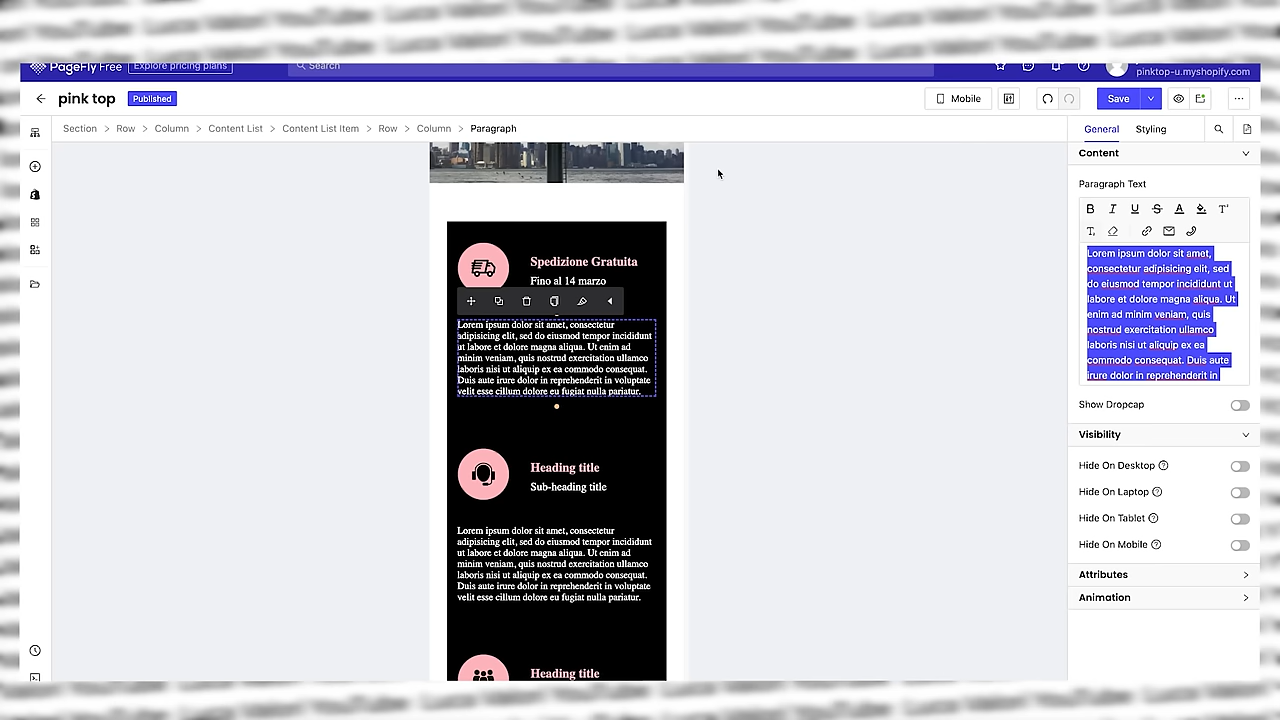 PageFly Free
Explore pricing plans
Search
pinktop-u.myshopify.com
pink top
Published
Mobile
Save
Section > Row > Column > Content List > Content List Item > Row > Column > Paragraph
General
Styling
Content
Paragraph Text
B I U S A
Lorem ipsum dolor sit amet,
consectetur adipisicing elit, sed
do eiusmod tempor incididunt ut
labore et dolore magna aliqua. Ut
enim ad minim veniam, quis
nostrud exercitation ullamco
laboris nisi ut aliquip ex ea
commodo consequat. Duis aute
irure dolor in reprehenderit in
Show Dropcap
Visibility
Hide On Desktop
Hide On Laptop
Hide On Tablet
Hide On Mobile
Attributes
Animation
Spedizione Gratuita
Fino al 14 marzo
Lorem ipsum dolor sit amet, consectetur
adipisicing elit, sed do eiusmod tempor incididunt
ut labore et dolore magna aliqua. Ut enim ad
minim veniam, quis nostrud exercitation ullamco
laboris nisi ut aliquip ex ea commodo consequat.
Duis aute irure dolor in reprehenderit in voluptate
velit esse cillum dolore eu fugiat nulla pariatur.
Heading title
Sub-heading title
Lorem ipsum dolor sit amet, consectetur
adipisicing elit, sed do eiusmod tempor incididunt
ut labore et dolore magna aliqua. Ut enim ad
minim veniam, quis nostrud exercitation ullamco
laboris nisi ut aliquip ex ea commodo consequat.
Duis aute irure dolor in reprehenderit in voluptate
velit esse cillum dolore eu fugiat nulla pariatur.
Heading title